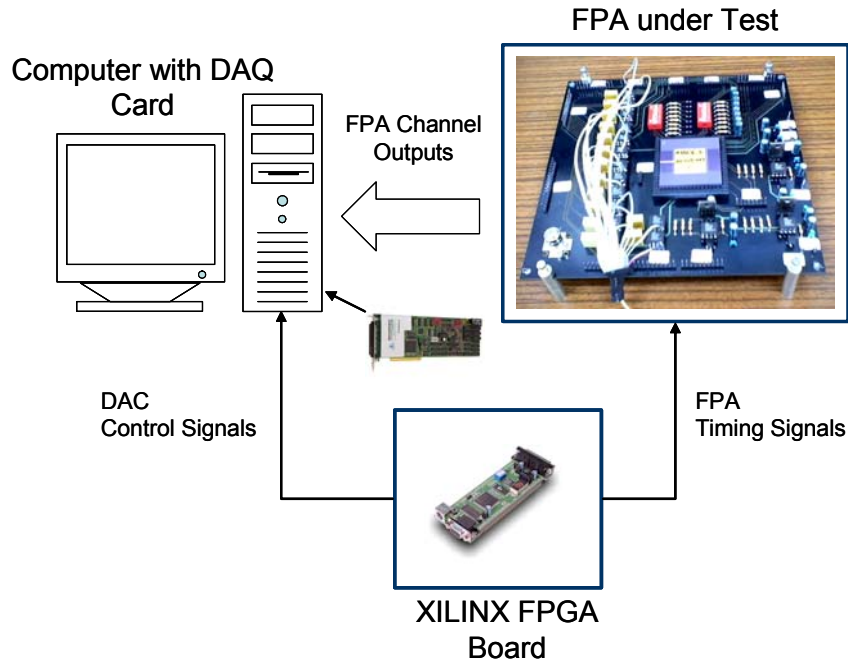 FPA under Test
Computer with DAQ
Card
FPA Channel
Outputs
DAC
Control Signals
FPA
Timing Signals
XILINX FPGA
Board